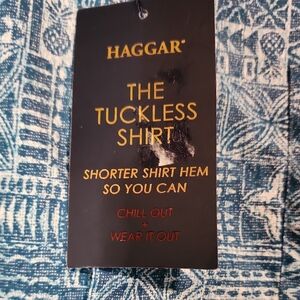 HAGGAR®
THE
TUCKLESS
SHIRT
SHORTER SHIRT HEM
SO YOU CAN
CHILL OUT
+
WEAR IT OUT